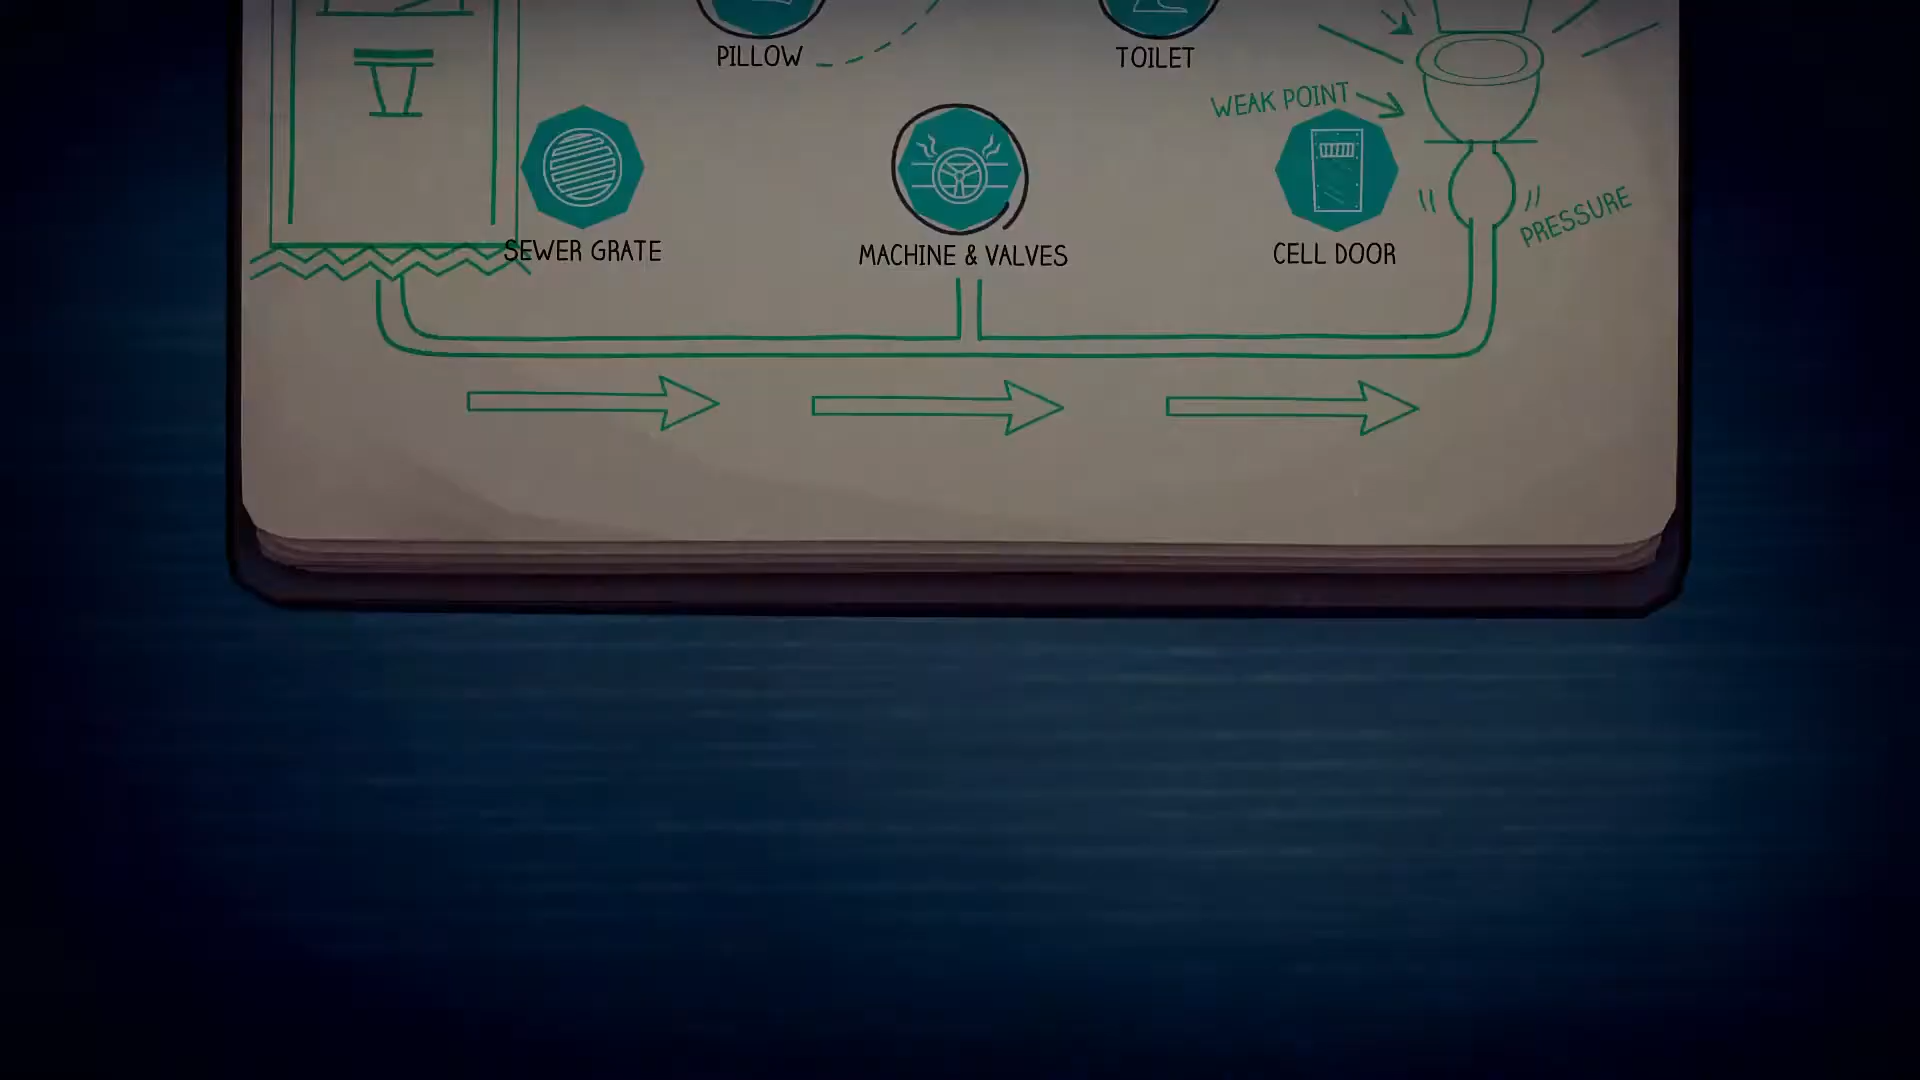 PILLOW
TOILET
WEAK POINT
PRESSURE
SEWER GRATE
MACHINE & VALVES
CELL DOOR